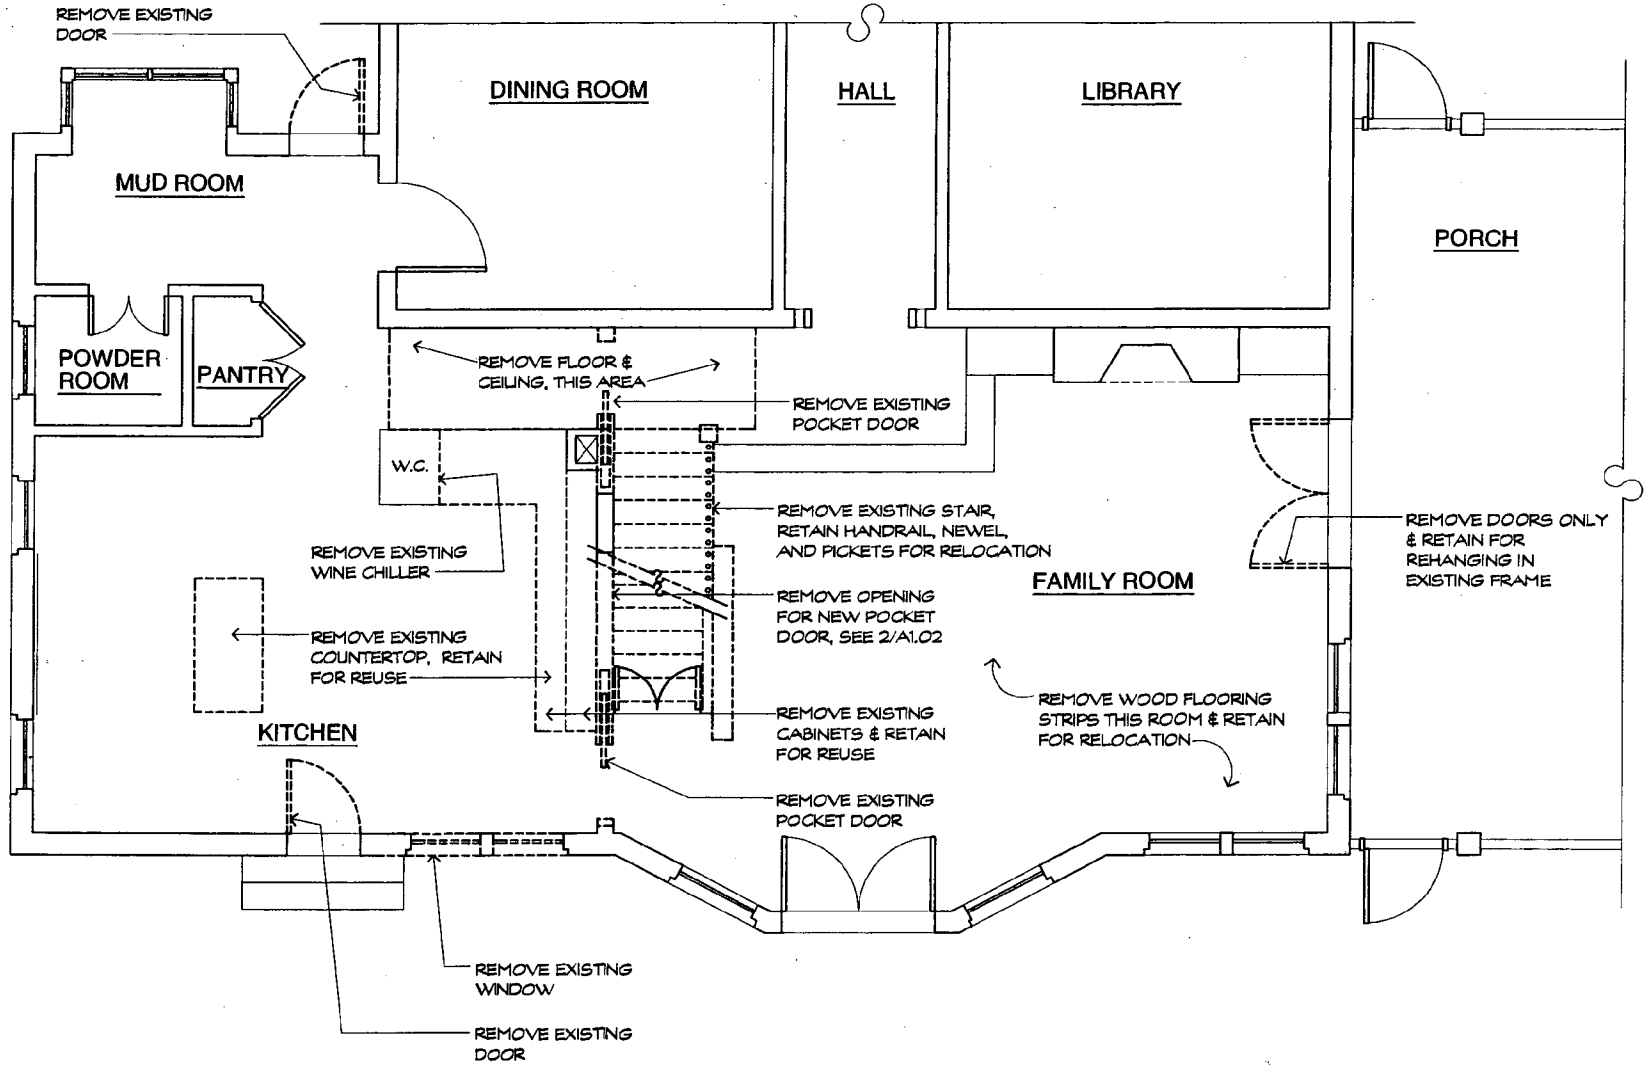 REMOVE EXISTING
DOOR
DINING ROOM
HALL
LIBRARY
MUD ROOM
PORCH
POWDER
ROOM
PANTRY
REMOVE FLOOR &
CEILING, THIS AREA
REMOVE EXISTING
POCKET DOOR
W.C.
REMOVE EXISTING STAIR,
RETAIN HANDRAIL, NEWEL,
AND PICKETS FOR RELOCATION
REMOVE DOORS ONLY
& RETAIN FOR
REHANGING IN
EXISTING FRAME
REMOVE EXISTING
WINE CHILLER
FAMILY ROOM
REMOVE OPENING
FOR NEW POCKET
DOOR, SEE 2/A1.02
REMOVE EXISTING
COUNTERTOP, RETAIN
FOR REUSE
REMOVE WOOD FLOORING
STRIPS THIS ROOM & RETAIN
FOR RELOCATION
REMOVE EXISTING
CABINETS & RETAIN
FOR REUSE
KITCHEN
REMOVE EXISTING
POCKET DOOR
REMOVE EXISTING
WINDOW
REMOVE EXISTING
DOOR